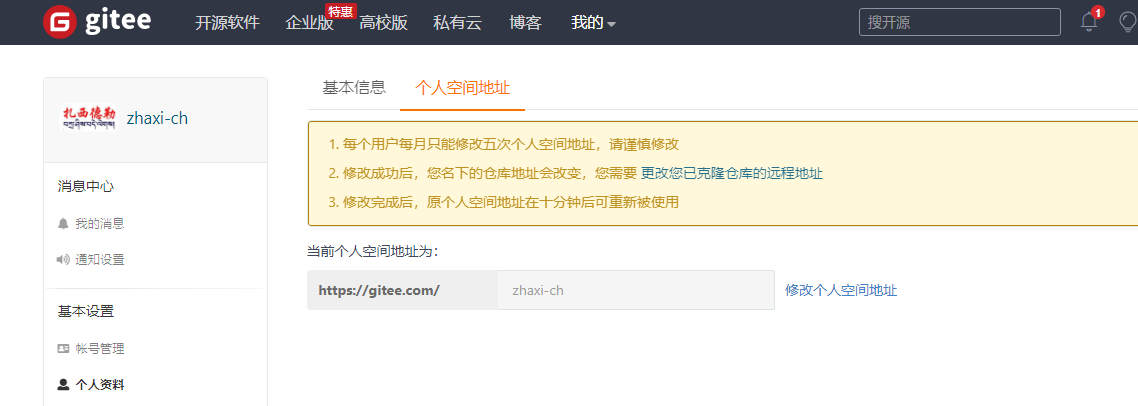 gitee 开源软件 企业版 特惠 高校版 私有云 博客 我的 搜开源 1
基本信息 个人空间地址
扎西德勒
བཀྲ་ཤིས་བདེ་ལེགས།
zhaxi-ch
1. 每个用户每月只能修改五次个人空间地址，请谨慎修改
2. 修改成功后，您名下的仓库地址会改变，您需要 更改您已克隆仓库的远程地址
3. 修改完成后，原个人空间地址在十分钟后可重新被使用
消息中心
我的消息
通知设置
当前个人空间地址为：
https://gitee.com/ zhaxi-ch 修改个人空间地址
基本设置
帐号管理
个人资料